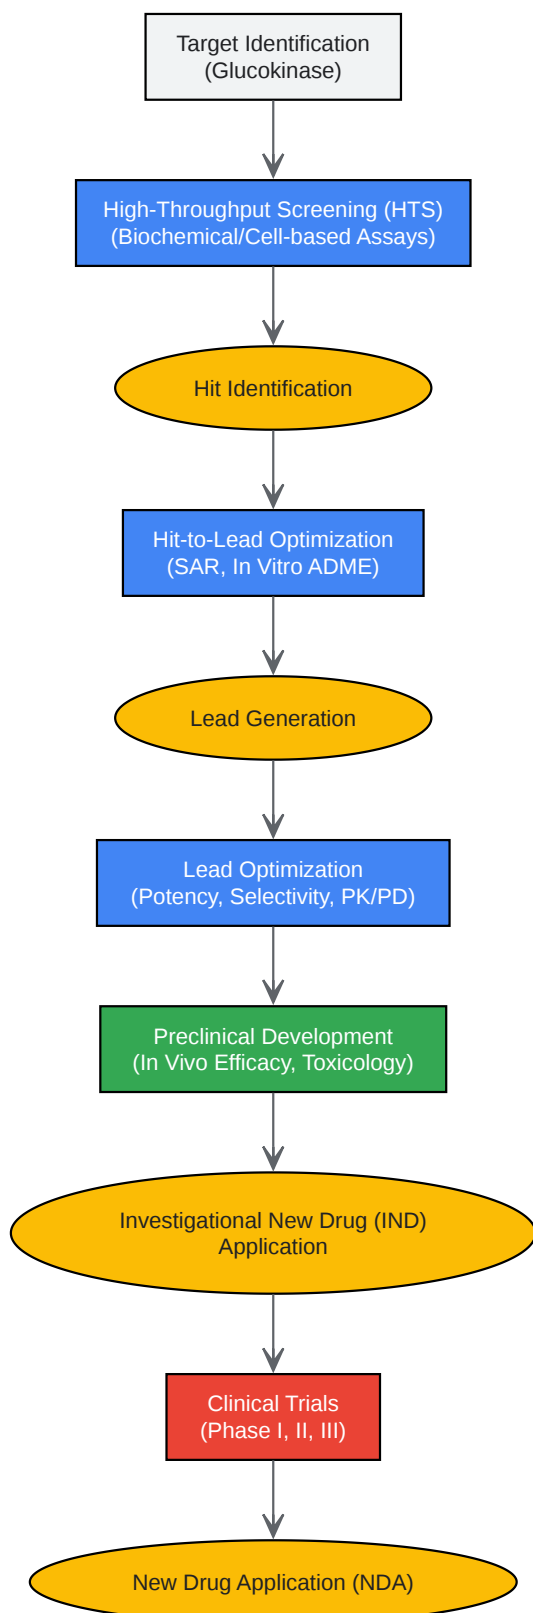 Target Identification
(Glucokinase)
High-Throughput Screening (HTS)
(Biochemical/Cell-based Assays)
Hit Identification
Hit-to-Lead Optimization
(SAR, In Vitro ADME)
Lead Generation
Lead Optimization
(Potency, Selectivity, PK/PD)
Preclinical Development
(In Vivo Efficacy, Toxicology)
Investigational New Drug (IND)
Application
Clinical Trials
(Phase I, II, III)
New Drug Application (NDA)